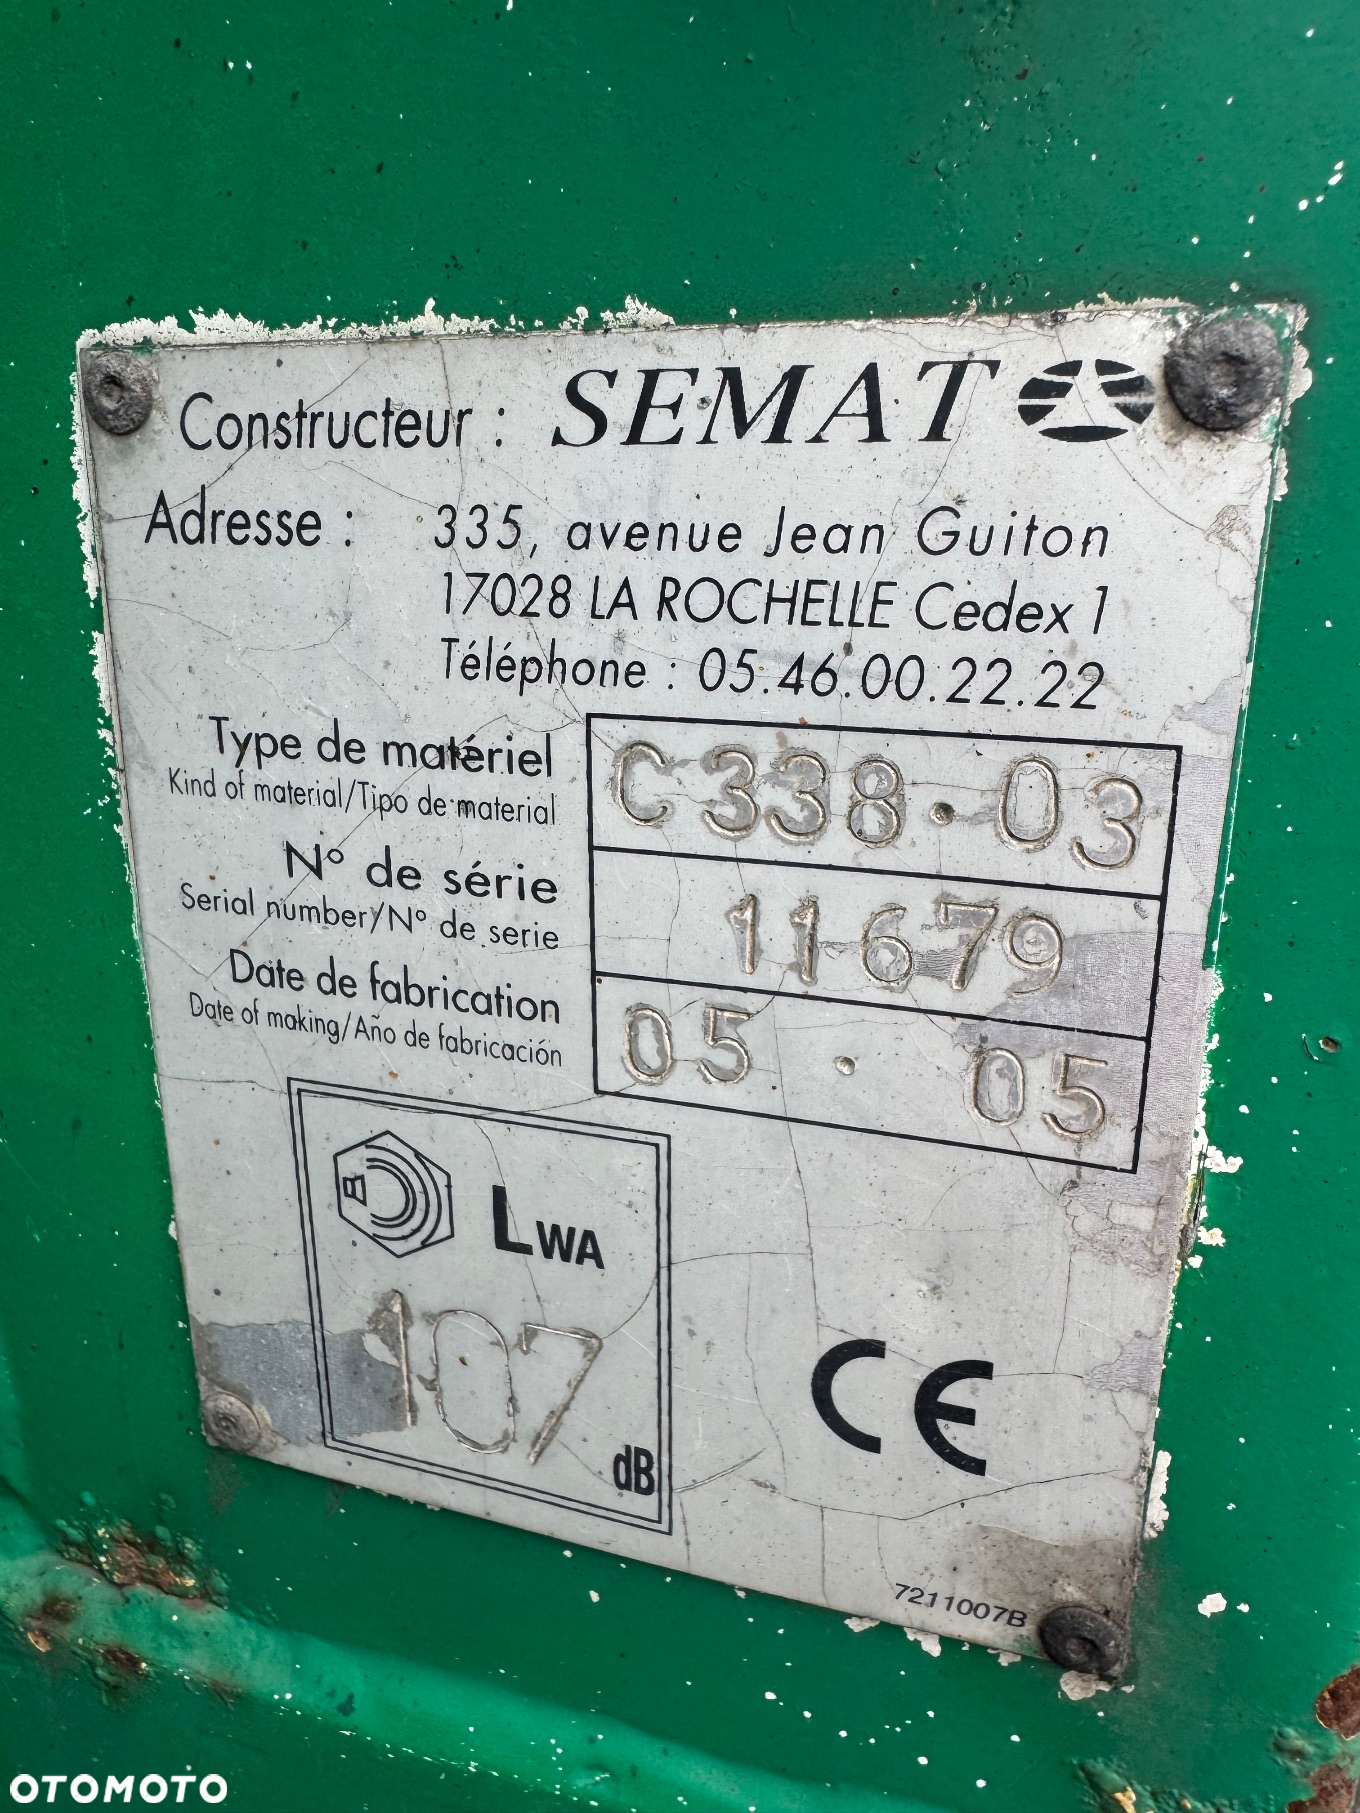 Constructeur : SEMAT
Adresse : 335, avenue Jean Guiton
17028 LA ROCHELLE Cedex 1
Téléphone : 05.46.00.22.22
Type de matériel C338.03
Kind of material/Tipo de material
N° de série 11679
Serial number/N° de serie
Date de fabrication 05.05
Date of making/Año de fabricación
LWA
107
dB
CE
7211007B
OTOMOTO